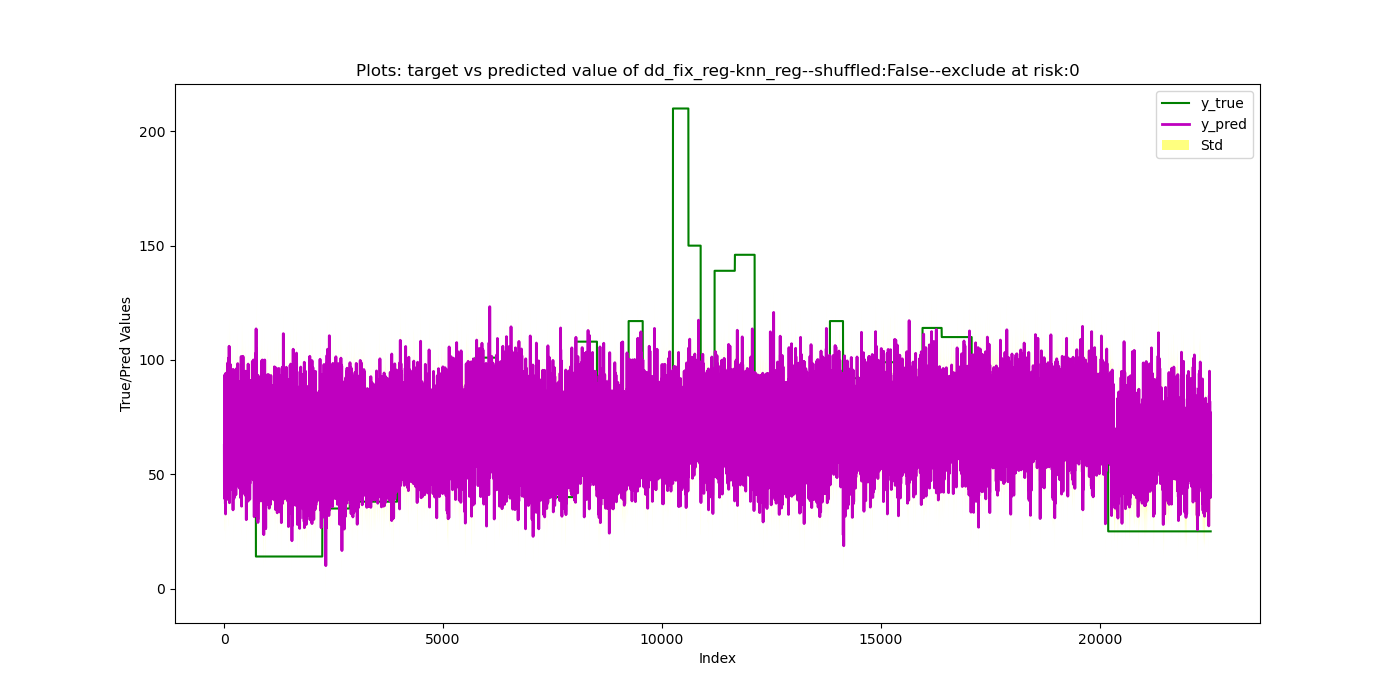 Plots: target vs predicted value of dd_fix_reg-knn_reg--shuffled:False--exclude at risk:0
y_true
y_pred
Std
True/Pred Values
200
150
100
50
0
0 5000 10000 15000 20000
Index